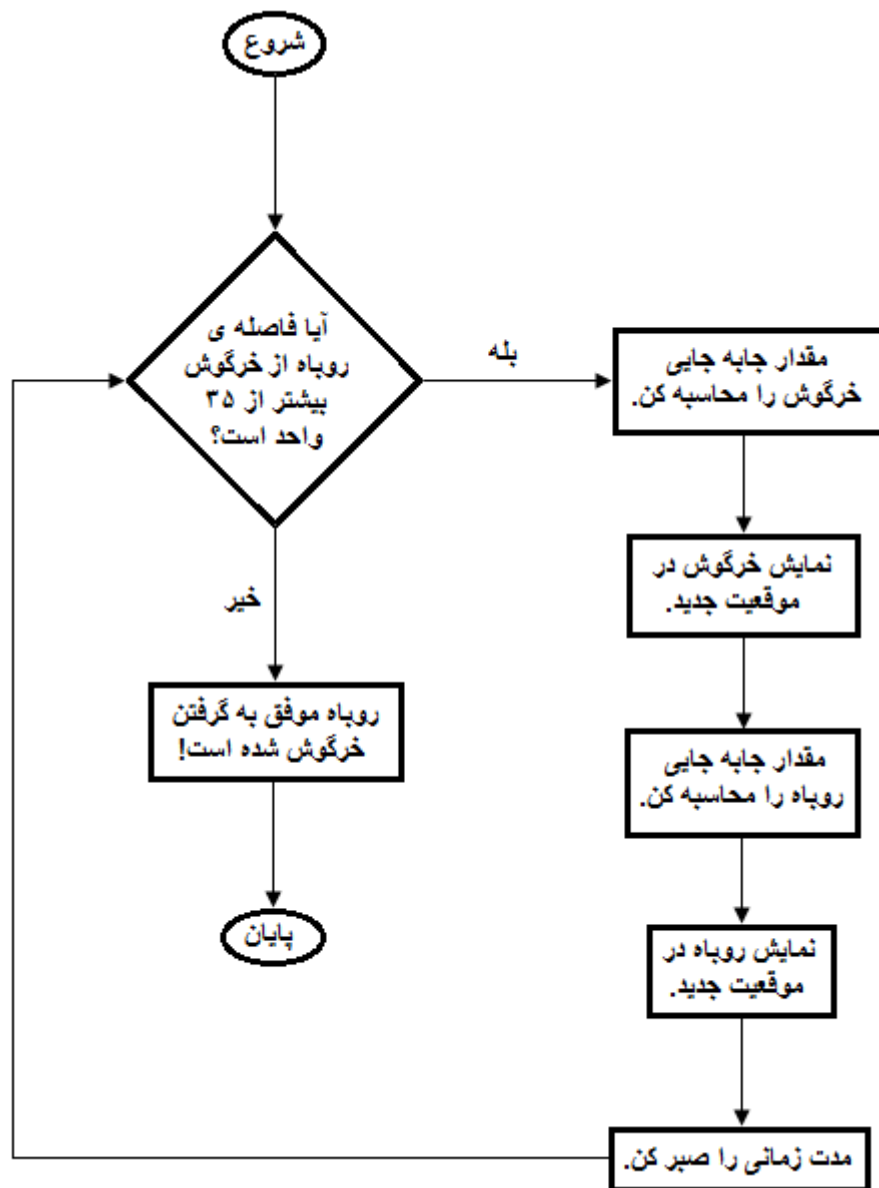 شروع
آیا فاصله ی
روباه از خرگوش
بیشتر از ۳۵
واحد است؟
بله
مقدار جابه جایی
خرگوش را محاسبه کن.
نمایش خرگوش در
موقعیت جدید.
مقدار جابه جایی
روباه را محاسبه کن.
نمایش روباه در
موقعیت جدید.
مدت زمانی را صبر کن.
خیر
روباه موفق به گرفتن
خرگوش شده است!
پایان